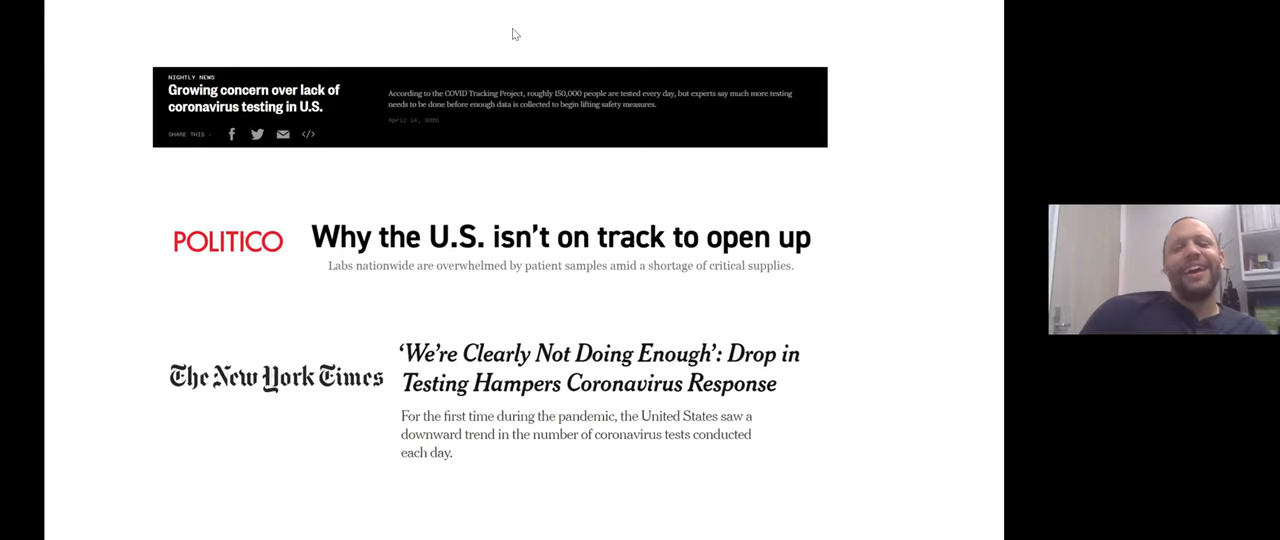 NIGHTLY NEWS
Growing concern over lack of
coronavirus testing in U.S.
SHARE THIS -
According to the COVID Tracking Project, roughly 150,000 people are tested every day, but experts say much more testing
needs to be done before enough data is collected to begin lifting safety measures.
April 14, 2020
POLITICO
Why the U.S. isn't on track to open up
Labs nationwide are overwhelmed by patient samples amid a shortage of critical supplies.
The New York Times
‘We're Clearly Not Doing Enough’: Drop in
Testing Hampers Coronavirus Response
For the first time during the pandemic, the United States saw a
downward trend in the number of coronavirus tests conducted
each day.